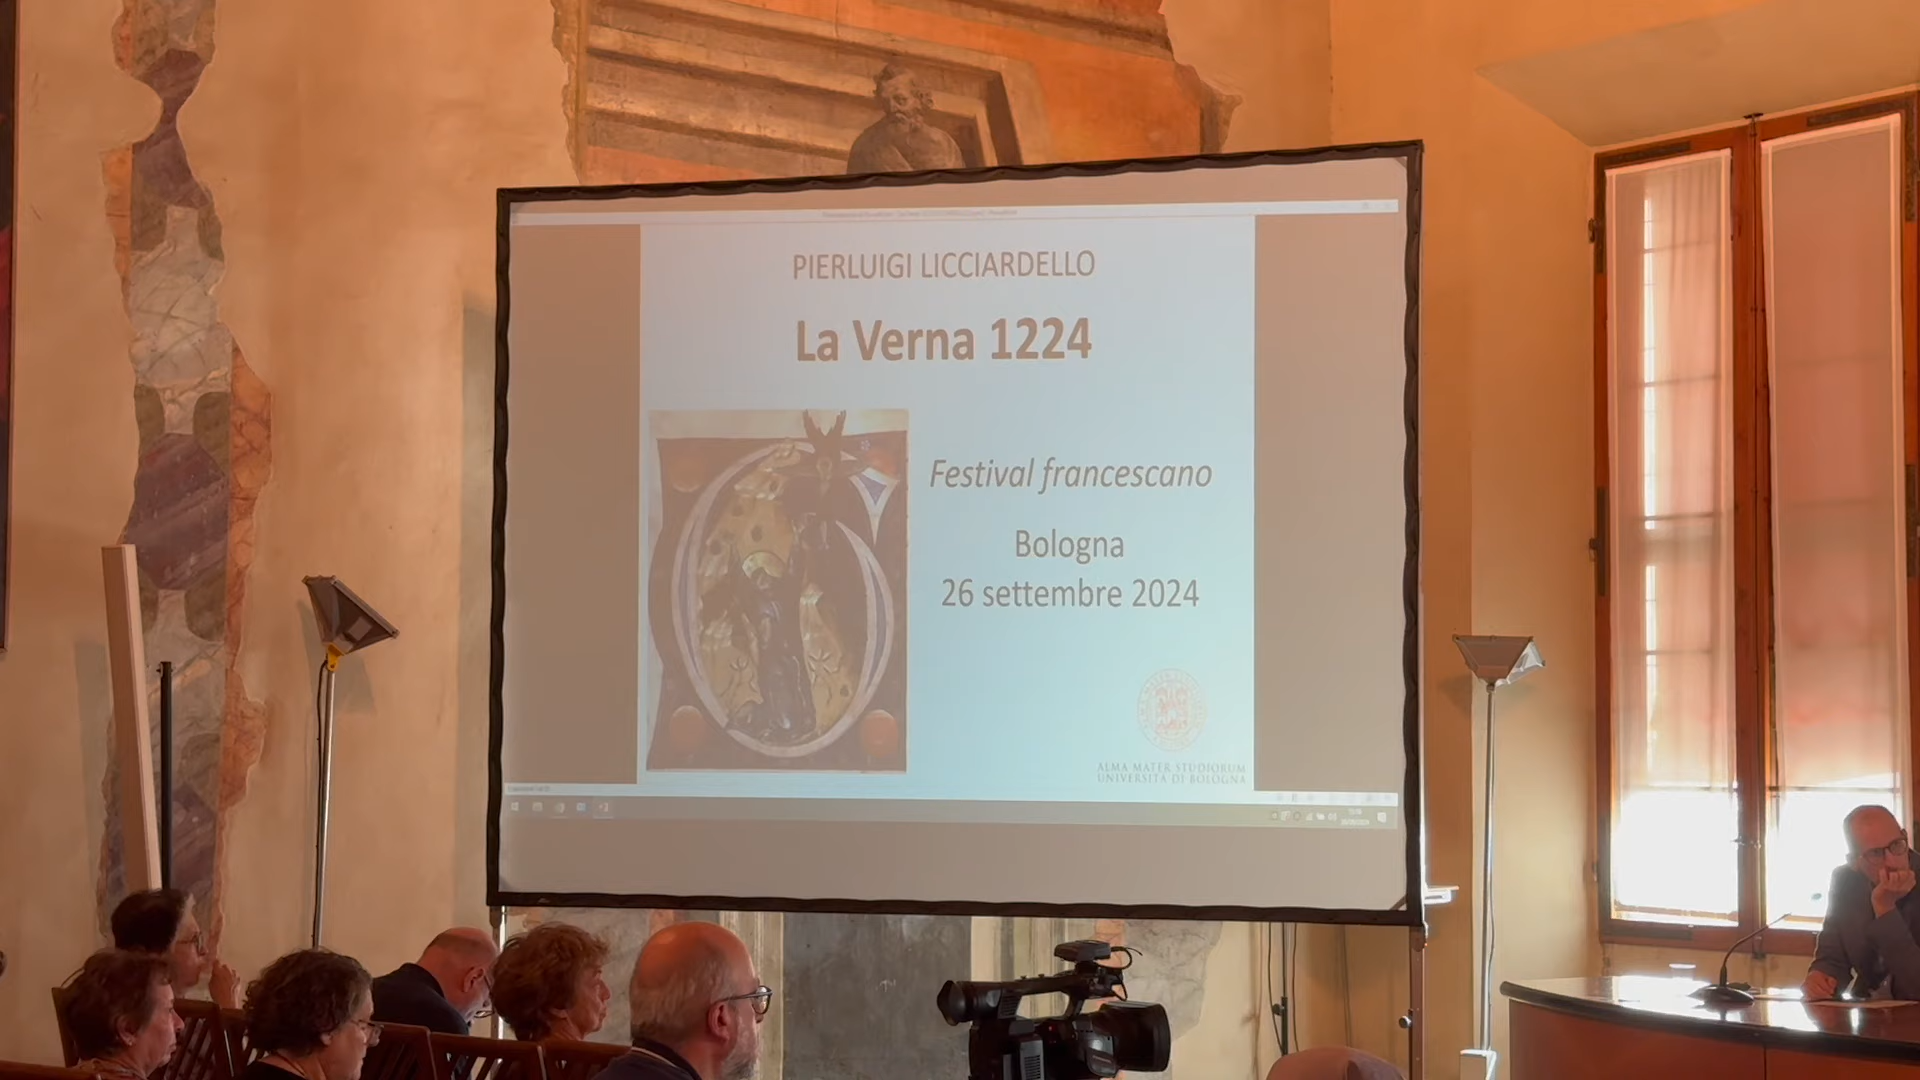 PIERLUIGI LICCIARDELLO
La Verna 1224
Festival francescano
Bologna
26 settembre 2024
ALMA MATER STUDIORUM
UNIVERSITÀ DI BOLOGNA